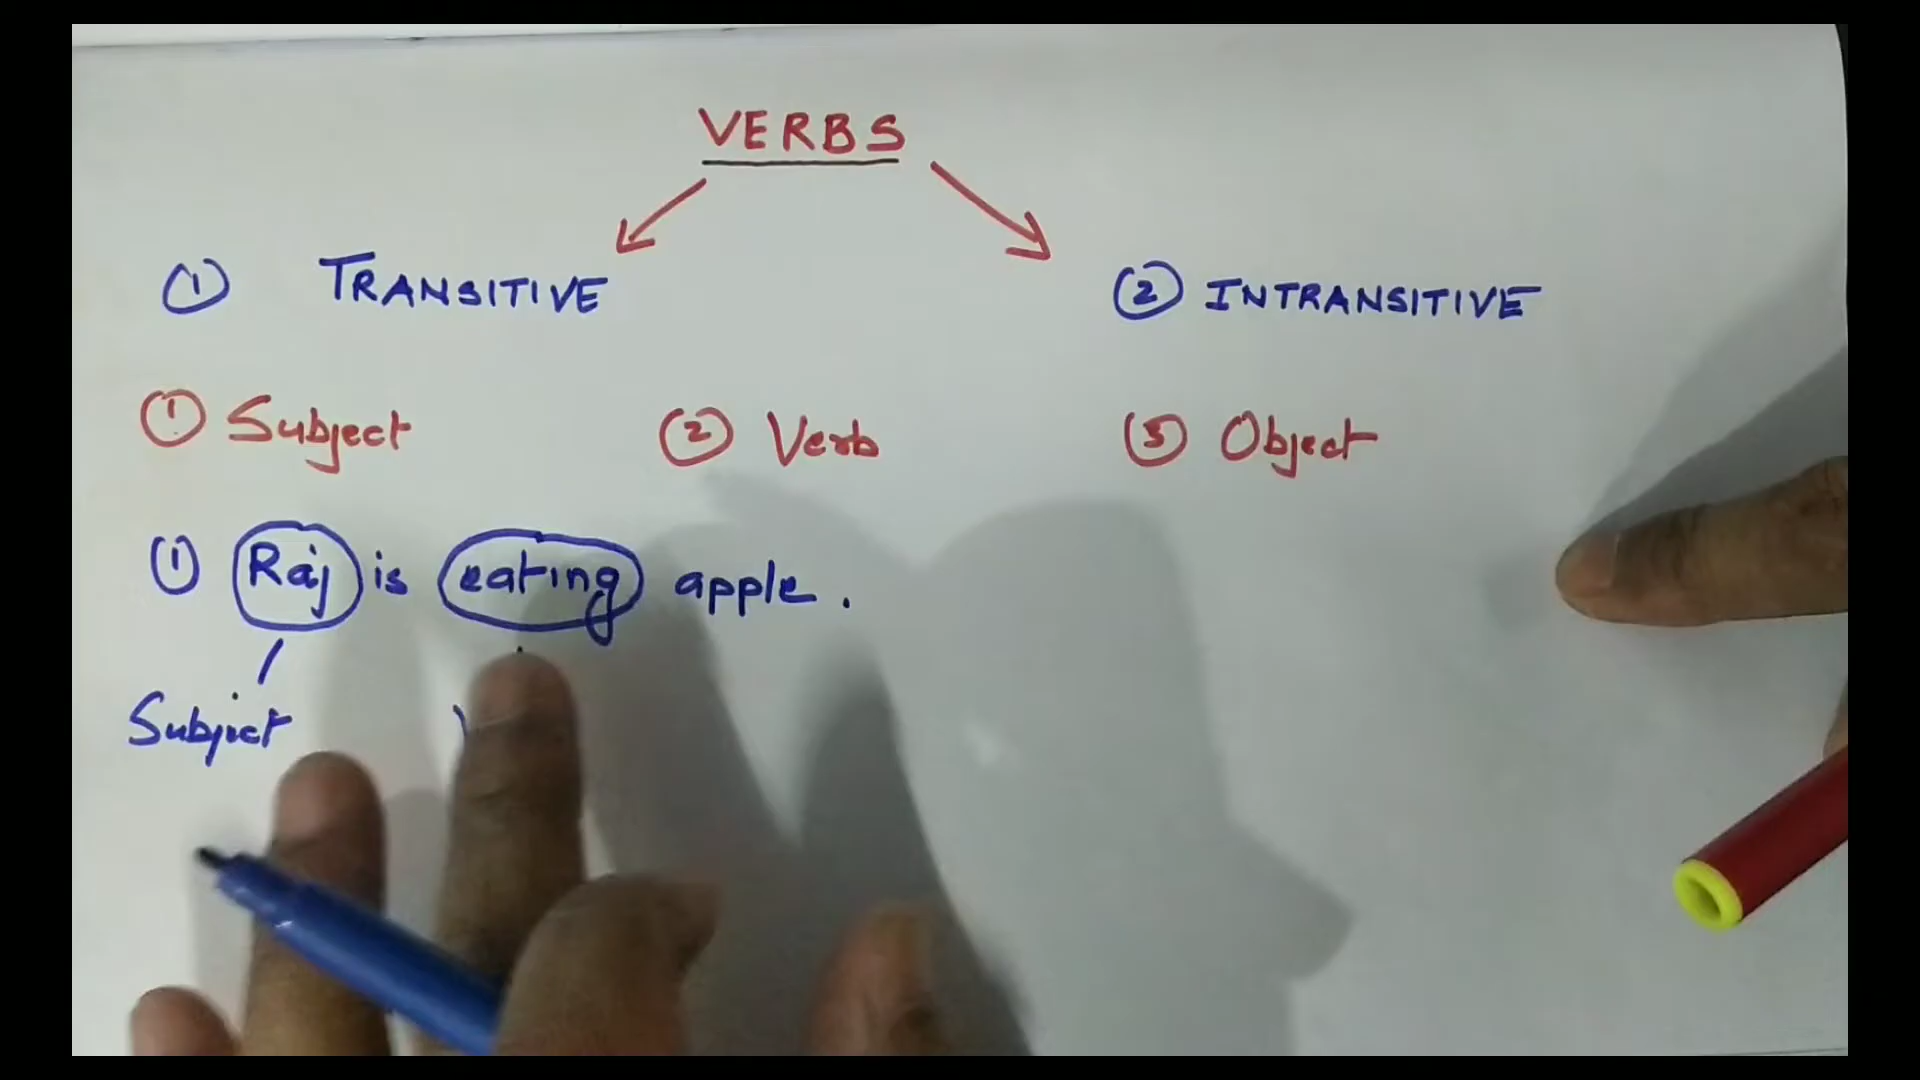 VERBS
① TRANSITIVE ② INTRANSITIVE
① Subject ② Verb ③ Object
① Raj is eating apple.
Subject